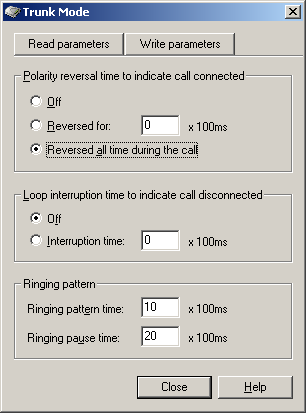 Trunk Mode
Read parameters Write parameters
Polarity reversal time to indicate call connected
Off
Reversed for: 0 x 100ms
Reversed all time during the call
Loop interruption time to indicate call disconnected
Off
Interruption time: 0 x 100ms
Ringing pattern
Ringing pattern time: 10 x 100ms
Ringing pause time: 20 x 100ms
Close Help